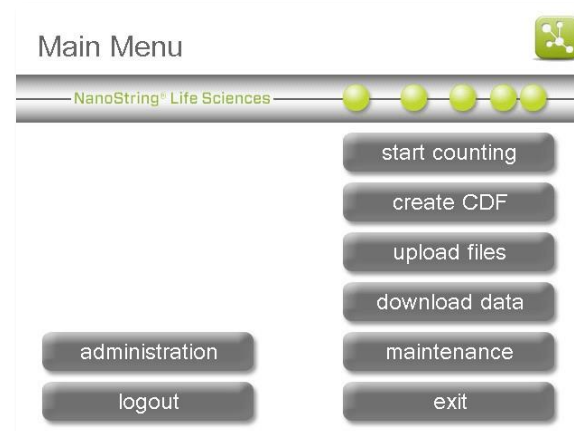 Main Menu
NanoString® Life Sciences
start counting
create CDF
upload files
download data
administration
maintenance
logout
exit